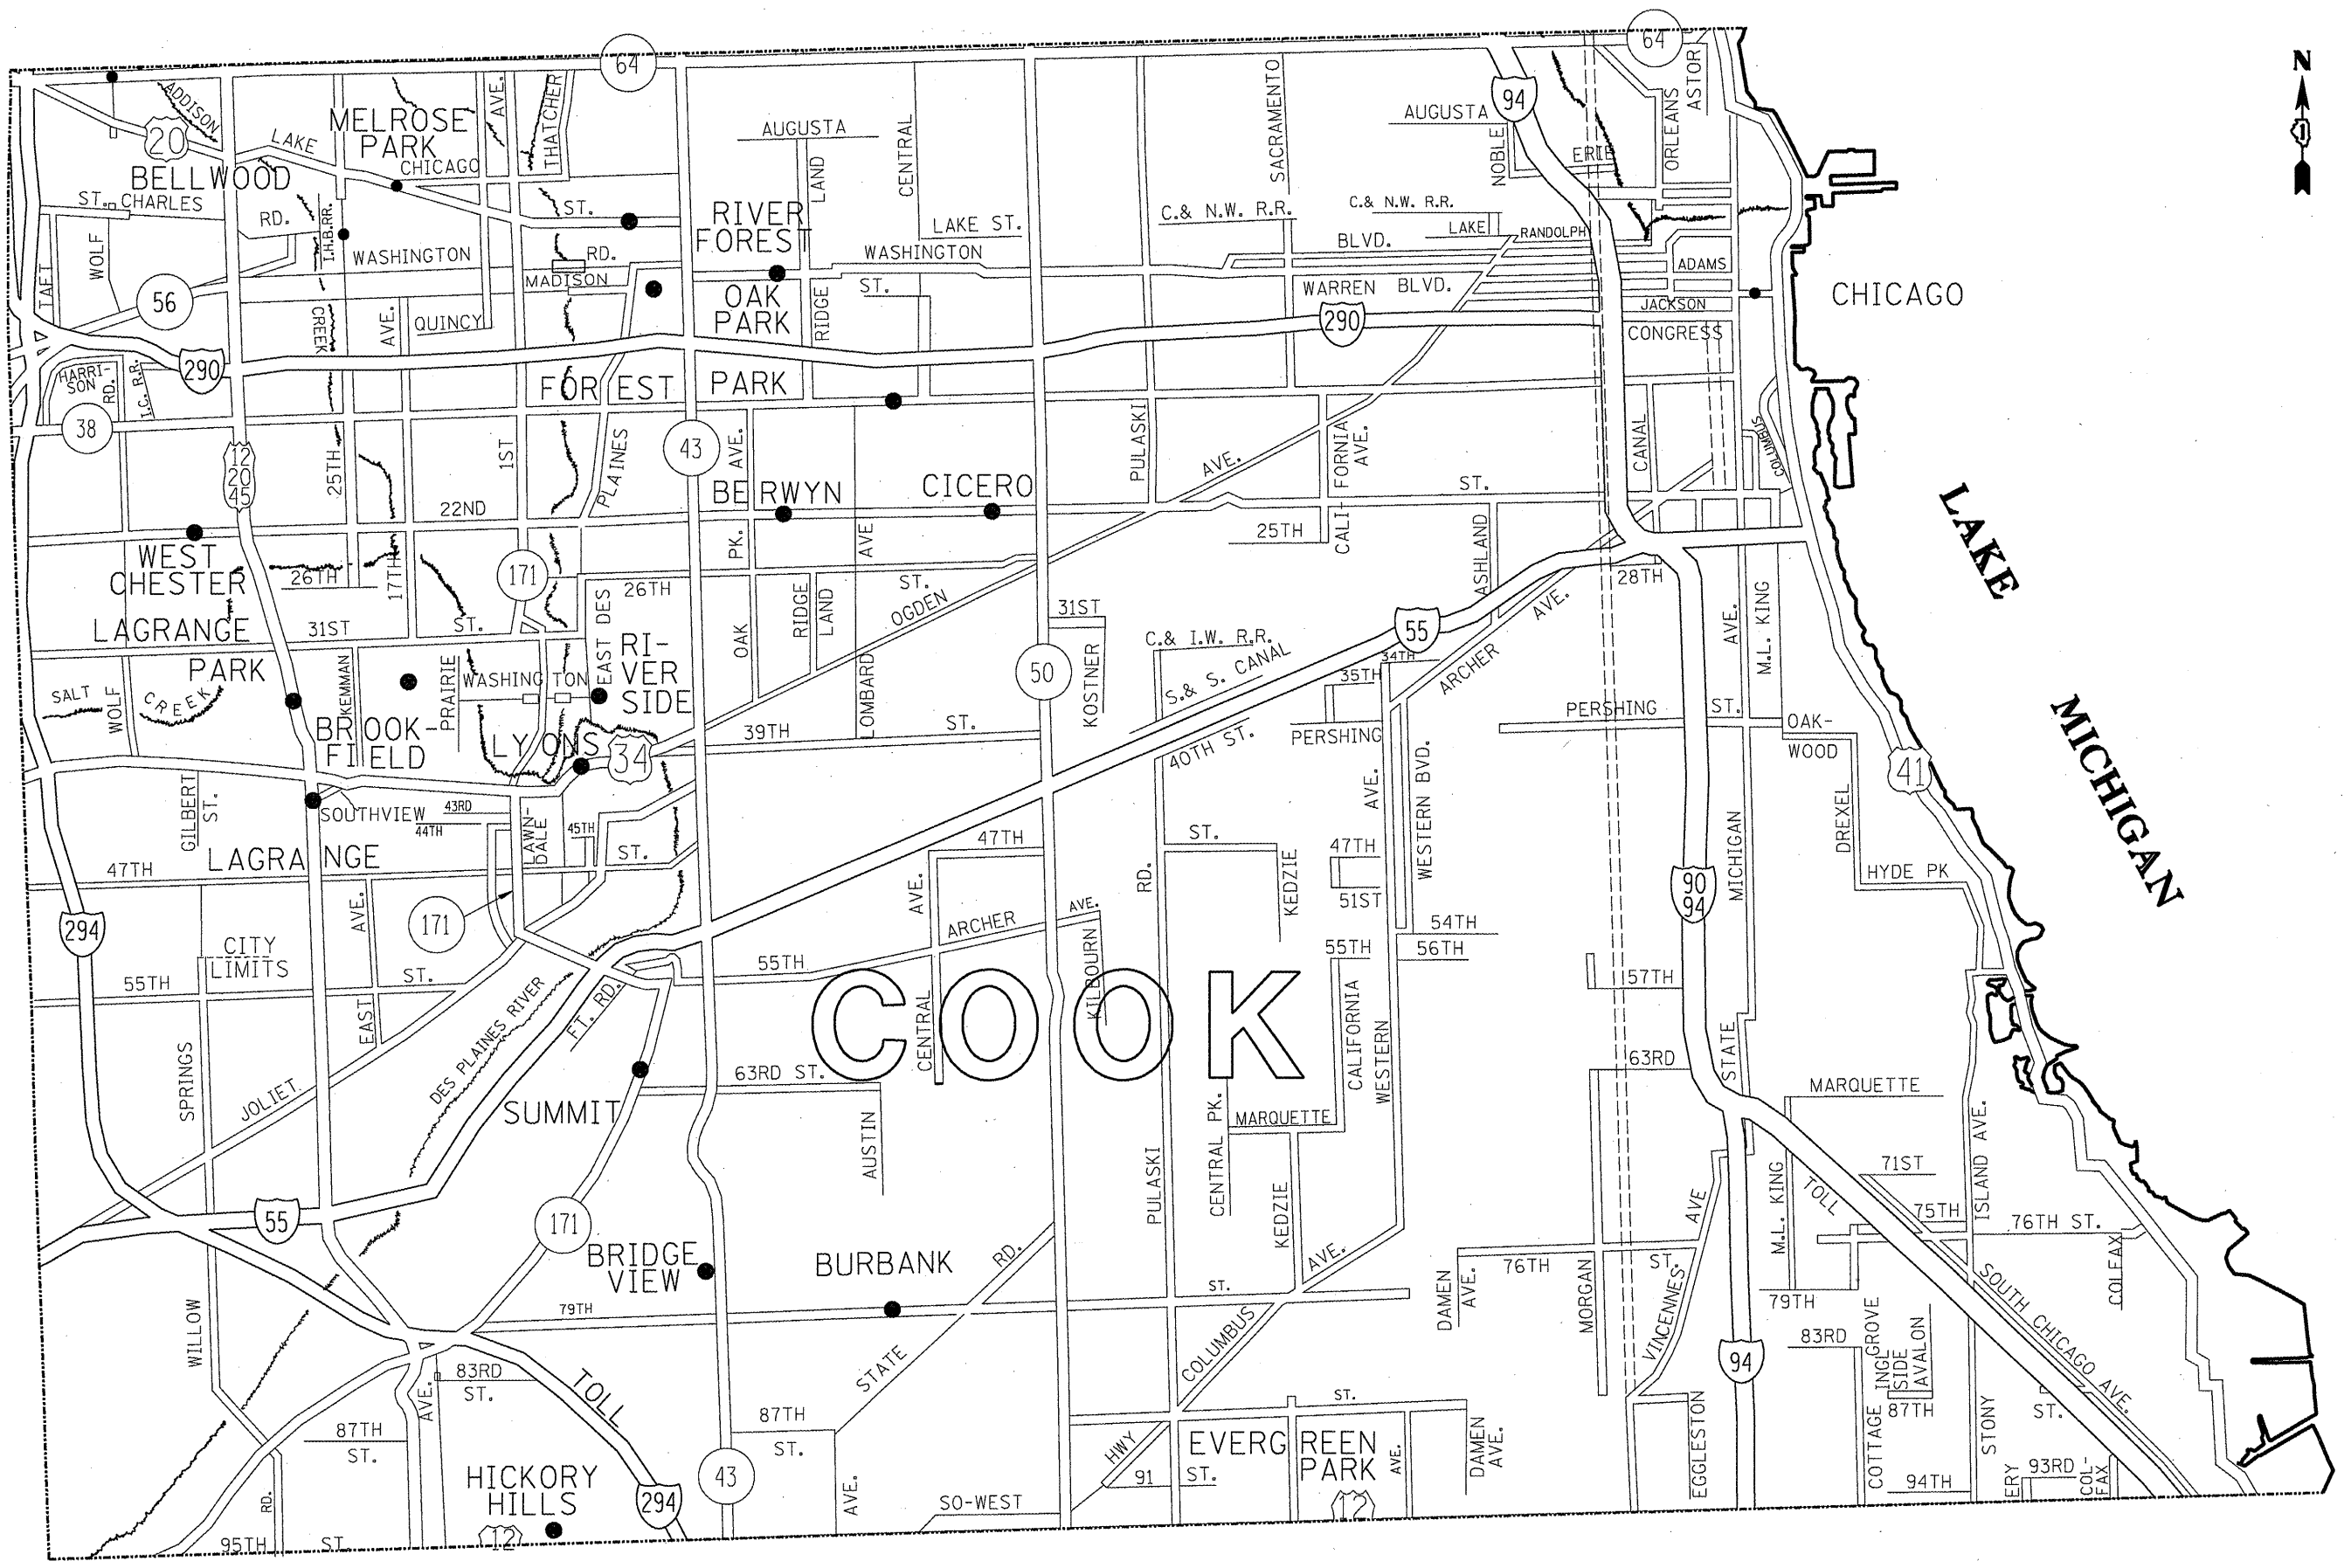 64
64
N
1
ADDISON
20
LAKE
MELROSE
PARK
AVE.
THATCHER
CHICAGO
BELLWOOD
ST. CHARLES
RD.
I.H.B.RR.
ST.
WOLF
TAFT
WASHINGTON
RD.
MADISON
56
CREEK
AVE.
QUINCY
AUGUSTA
LAND
CENTRAL
RIVER
FOREST
LAKE ST.
WASHINGTON
OAK
PARK
RIDGE
ST.
SACRAMENTO
C.& N.W. R.R.
C.& N.W. R.R.
AUGUSTA
94
NOBLE
ERIE
ORLEANS
ASTOR
LAKE
RANDOLPH
BLVD.
WARREN BLVD.
ADAMS
JACKSON
CONGRESS
CHICAGO
290
HARRI-
SON
RD.
I.C. R.R.
290
38
FOREST PARK
12
20
45
25TH
1ST
PLAINES
43
AVE.
BERWYN
CICERO
PULASKI
AVE.
CALI-
FORNIA
AVE.
ST.
CANAL
COLUMBUS
22ND
PK.
AVE
25TH
WEST
CHESTER
26TH
17TH
171
26TH
ST.
OGDEN
ASHLAND
28TH
AVE.
M.L. KING
LAKE
MICHIGAN
LAGRANGE
PARK
31ST
ST.
EAST DES
RI-
VER
SIDE
OAK
RIDGE
LAND
LOMBARD
31ST
KOSTNER
50
C.& I.W. R.R.
S.& S. CANAL
55
34TH
35TH
ARCHER
AVE.
SALT
CREEK
WOLF
KEMMAN
PRAIRIE
WASHINGTON
BROOK-
FIELD
LYONS
34
39TH
ST.
40TH ST.
PERSHING
PERSHING
ST.
OAK-
WOOD
41
GILBERT
ST.
SOUTHVIEW
43RD
44TH
LAWN-
DALE
45TH
AVE.
WESTERN BVD.
MICHIGAN
DREXEL
47TH
LAGRANGE
ST.
47TH
AVE.
ST.
RD.
KEDZIE
47TH
51ST
90
94
HYDE PK
294
AVE.
171
ARCHER
AVE.
54TH
55TH
56TH
CITY
LIMITS
55TH
ST.
55TH
KILBOURN
57TH
EAST
DES PLAINES RIVER
FT. RD.
COOK
CENTRAL
CALIFORNIA
WESTERN
SPRINGS
JOLIET
SUMMIT
63RD ST.
AUSTIN
63RD
STATE
MARQUETTE
CENTRAL PK.
MARQUETTE
ISLAND AVE.
55
171
PULASKI
KEDZIE
AVE
M.L. KING
TOLL
71ST
75TH
76TH ST.
COLFAX
BRIDGE
VIEW
BURBANK
RD.
AVE.
76TH
ST.
DAMEN
AVE.
MORGAN
VINCENNES
79TH
SOUTH CHICAGO AVE.
WILLOW
79TH
ST.
COLUMBUS
94
83RD
COTTAGE GROVE
INGL
SIDE
AVALON
87TH
ST.
83RD
ST.
AVE.
TOLL
STATE
87TH
ST.
87TH
ST.
ST.
HWY
91
ST.
EVERGREEN
PARK
AVE.
12
DAMEN
AVE.
EGGLESTON
STONY
94TH
ERY
93RD
COL-
FAX
HICKORY
HILLS
12
294
43
AVE.
SO-WEST
RD.
95TH
ST.